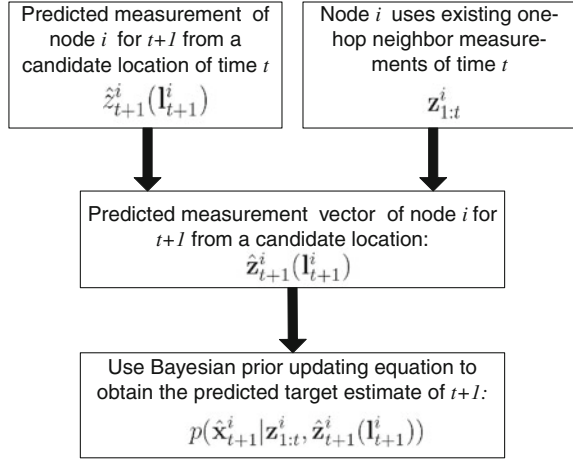 Predicted measurement of
node i for t+1 from a
candidate location of time t
ẑ^i_{t+1}(l^i_{t+1})
Node i uses existing one-
hop neighbor measure-
ments of time t
z^i_{1:t}
Predicted measurement vector of node i for
t+1 from a candidate location:
ẑ^i_{t+1}(l^i_{t+1})
Use Bayesian prior updating equation to
obtain the predicted target estimate of t+1:
p(x̂^i_{t+1}|z^i_{1:t}, ẑ^i_{t+1}(l^i_{t+1}))